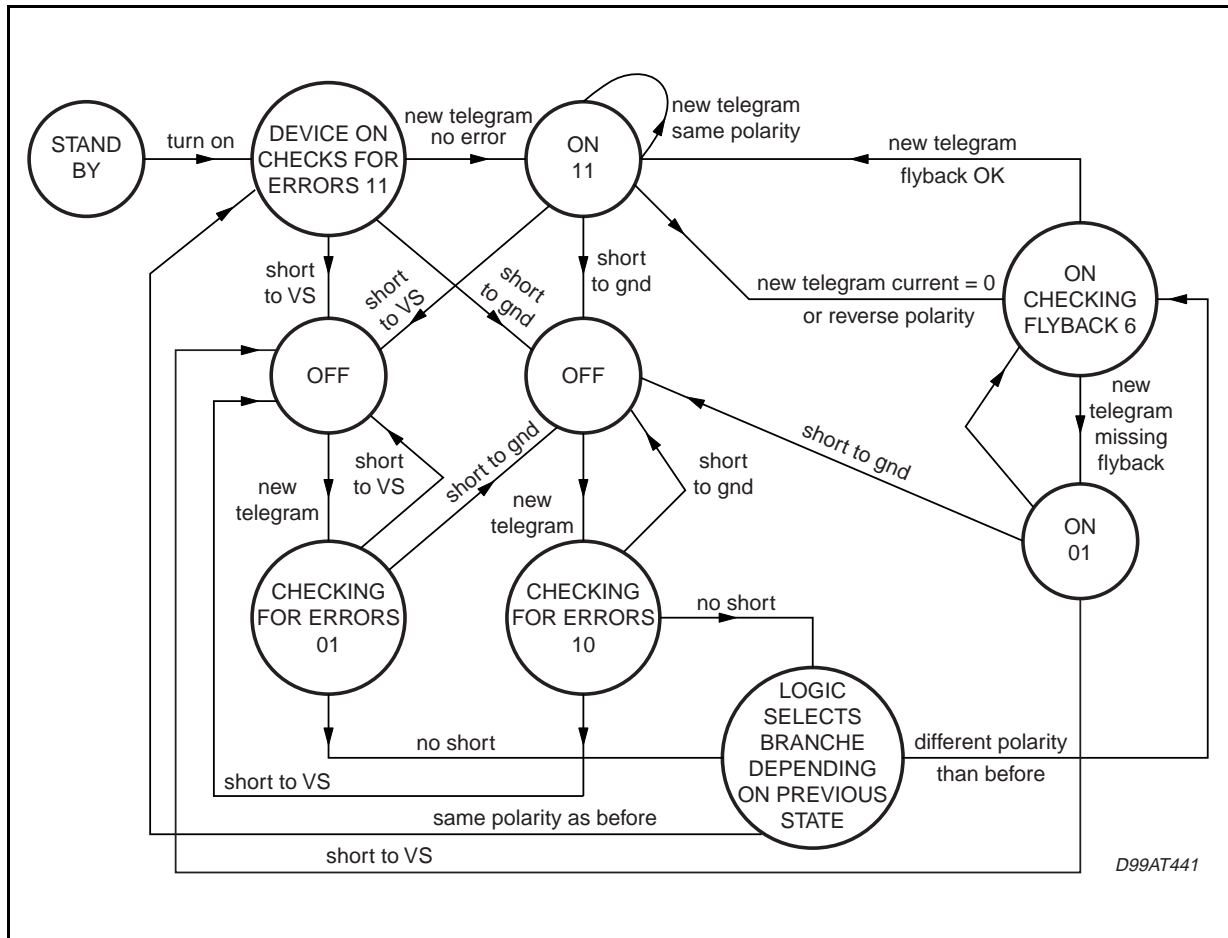 STAND
BY
turn on
DEVICE ON
CHECKS FOR
ERRORS 11
new telegram
no error
ON
11
new telegram
same polarity
new telegram
flyback OK
short
to VS
short
to VS
short
to gnd
short
to gnd
new telegram current = 0
or reverse polarity
ON
CHECKING
FLYBACK 6
OFF
OFF
new
telegram
missing
flyback
short to gnd
new
telegram
short
to VS
short to gnd
new
telegram
short
to gnd
ON
01
CHECKING
FOR ERRORS
01
CHECKING
FOR ERRORS
10
no short
LOGIC
SELECTS
BRANCHE
DEPENDING
ON PREVIOUS
STATE
no short
different polarity
than before
short to VS
same polarity as before
short to VS
D99AT441